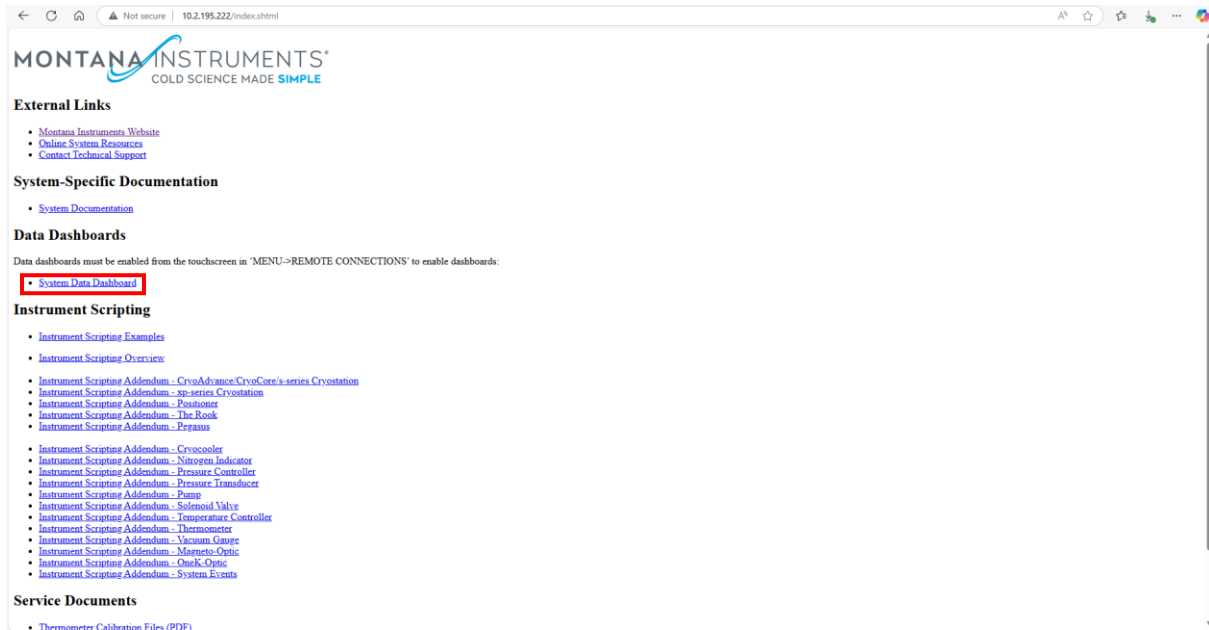 Not secure | 10.2.195.222/index.shtml
MONTANA INSTRUMENTS®
COLD SCIENCE MADE SIMPLE
External Links
• Montana Instruments Website
• Online System Resources
• Contact Technical Support
System-Specific Documentation
• System Documentation
Data Dashboards
Data dashboards must be enabled from the touchscreen in 'MENU->REMOTE CONNECTIONS' to enable dashboards:
• System Data Dashboard
Instrument Scripting
• Instrument Scripting Examples
• Instrument Scripting Overview
• Instrument Scripting Addendum - CryoAdvance/CryoCore/s-series Cryostation
• Instrument Scripting Addendum - xp-series Cryostation
• Instrument Scripting Addendum - Positioner
• Instrument Scripting Addendum - The Rook
• Instrument Scripting Addendum - Pegasus
• Instrument Scripting Addendum - Cryocooler
• Instrument Scripting Addendum - Nitrogen Indicator
• Instrument Scripting Addendum - Pressure Controller
• Instrument Scripting Addendum - Pressure Transducer
• Instrument Scripting Addendum - Pump
• Instrument Scripting Addendum - Solenoid Valve
• Instrument Scripting Addendum - Temperature Controller
• Instrument Scripting Addendum - Thermometer
• Instrument Scripting Addendum - Vacuum Gauge
• Instrument Scripting Addendum - Magneto-Optic
• Instrument Scripting Addendum - OneK-Optic
• Instrument Scripting Addendum - System Events
Service Documents
• Thermometer Calibration Files (PDF)